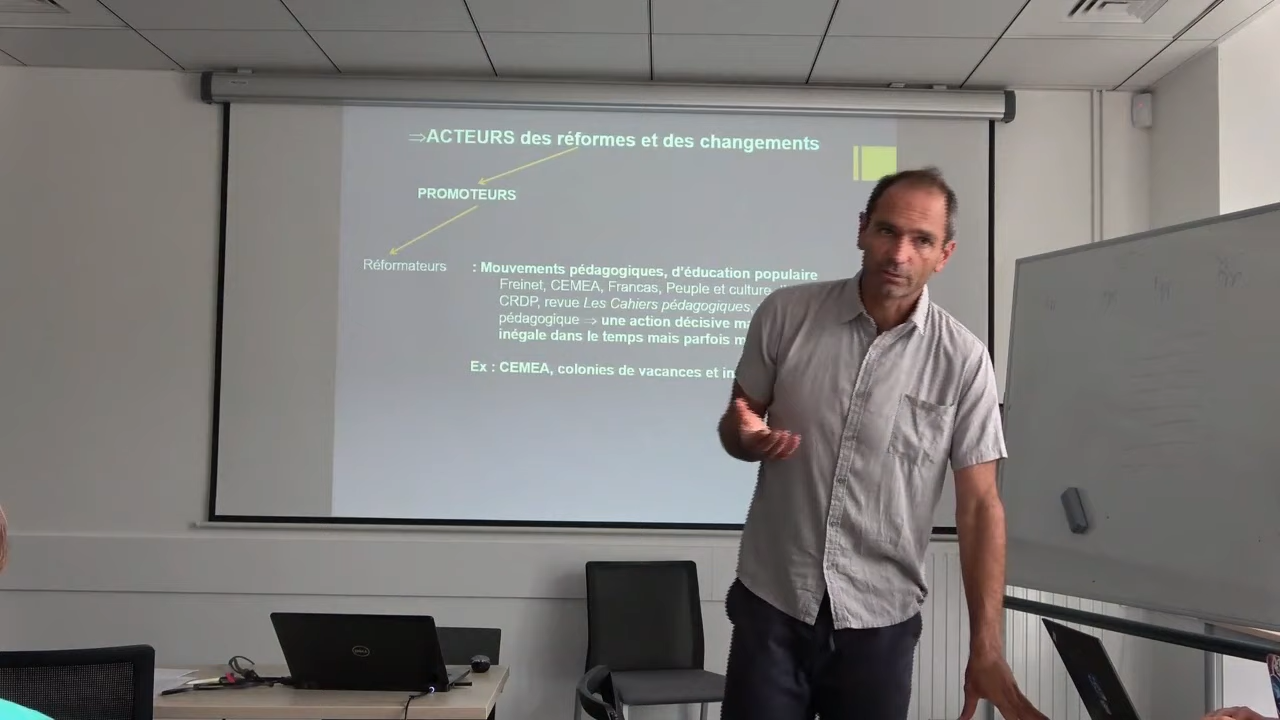 ⇒ACTEURS des réformes et des changements
PROMOTEURS
Réformateurs : Mouvements pédagogiques, d'éducation populaire
Freinet, CEMEA, Francas, Peuple et culture,
CRDP, revue Les Cahiers pédagogiques,
pédagogique ⇒ une action décisive
inégale dans le temps mais parfois
Ex : CEMEA, colonies de vacances et
DELL